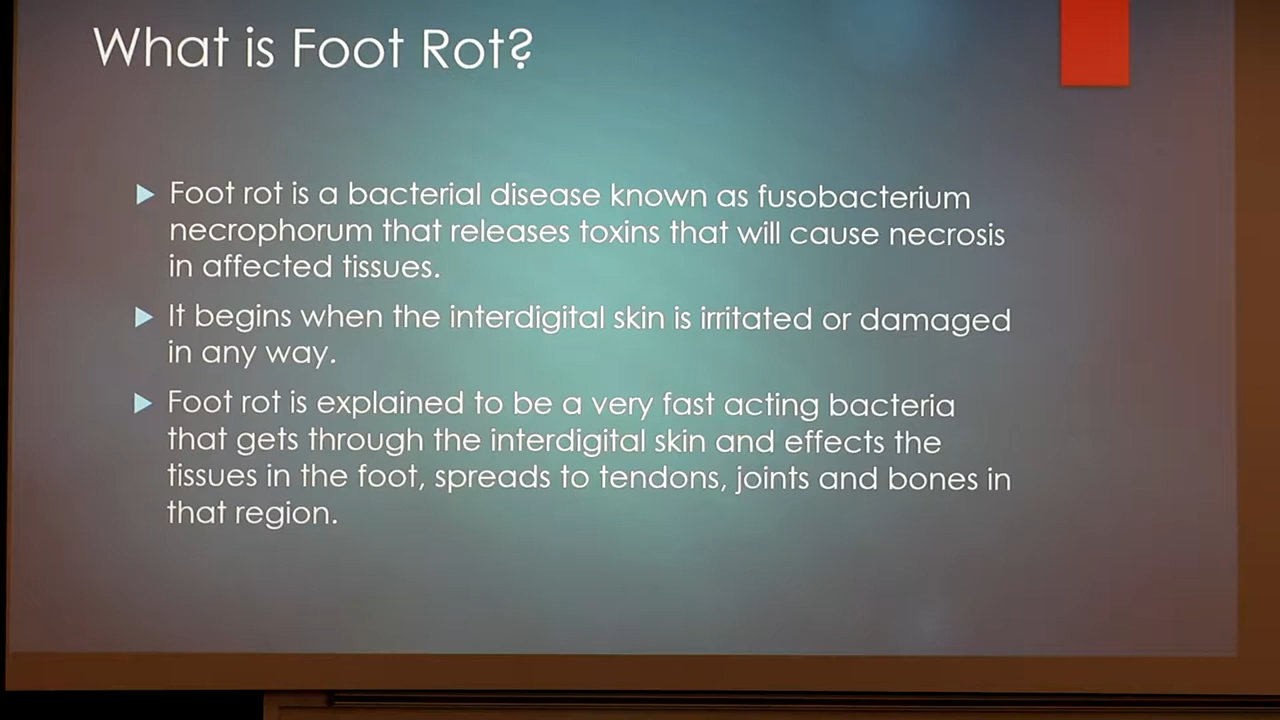 What is Foot Rot?
Foot rot is a bacterial disease known as fusobacterium
necrophorum that releases toxins that will cause necrosis
in affected tissues.
It begins when the interdigital skin is irritated or damaged
in any way.
Foot rot is explained to be a very fast acting bacteria
that gets through the interdigital skin and effects the
tissues in the foot, spreads to tendons, joints and bones in
that region.